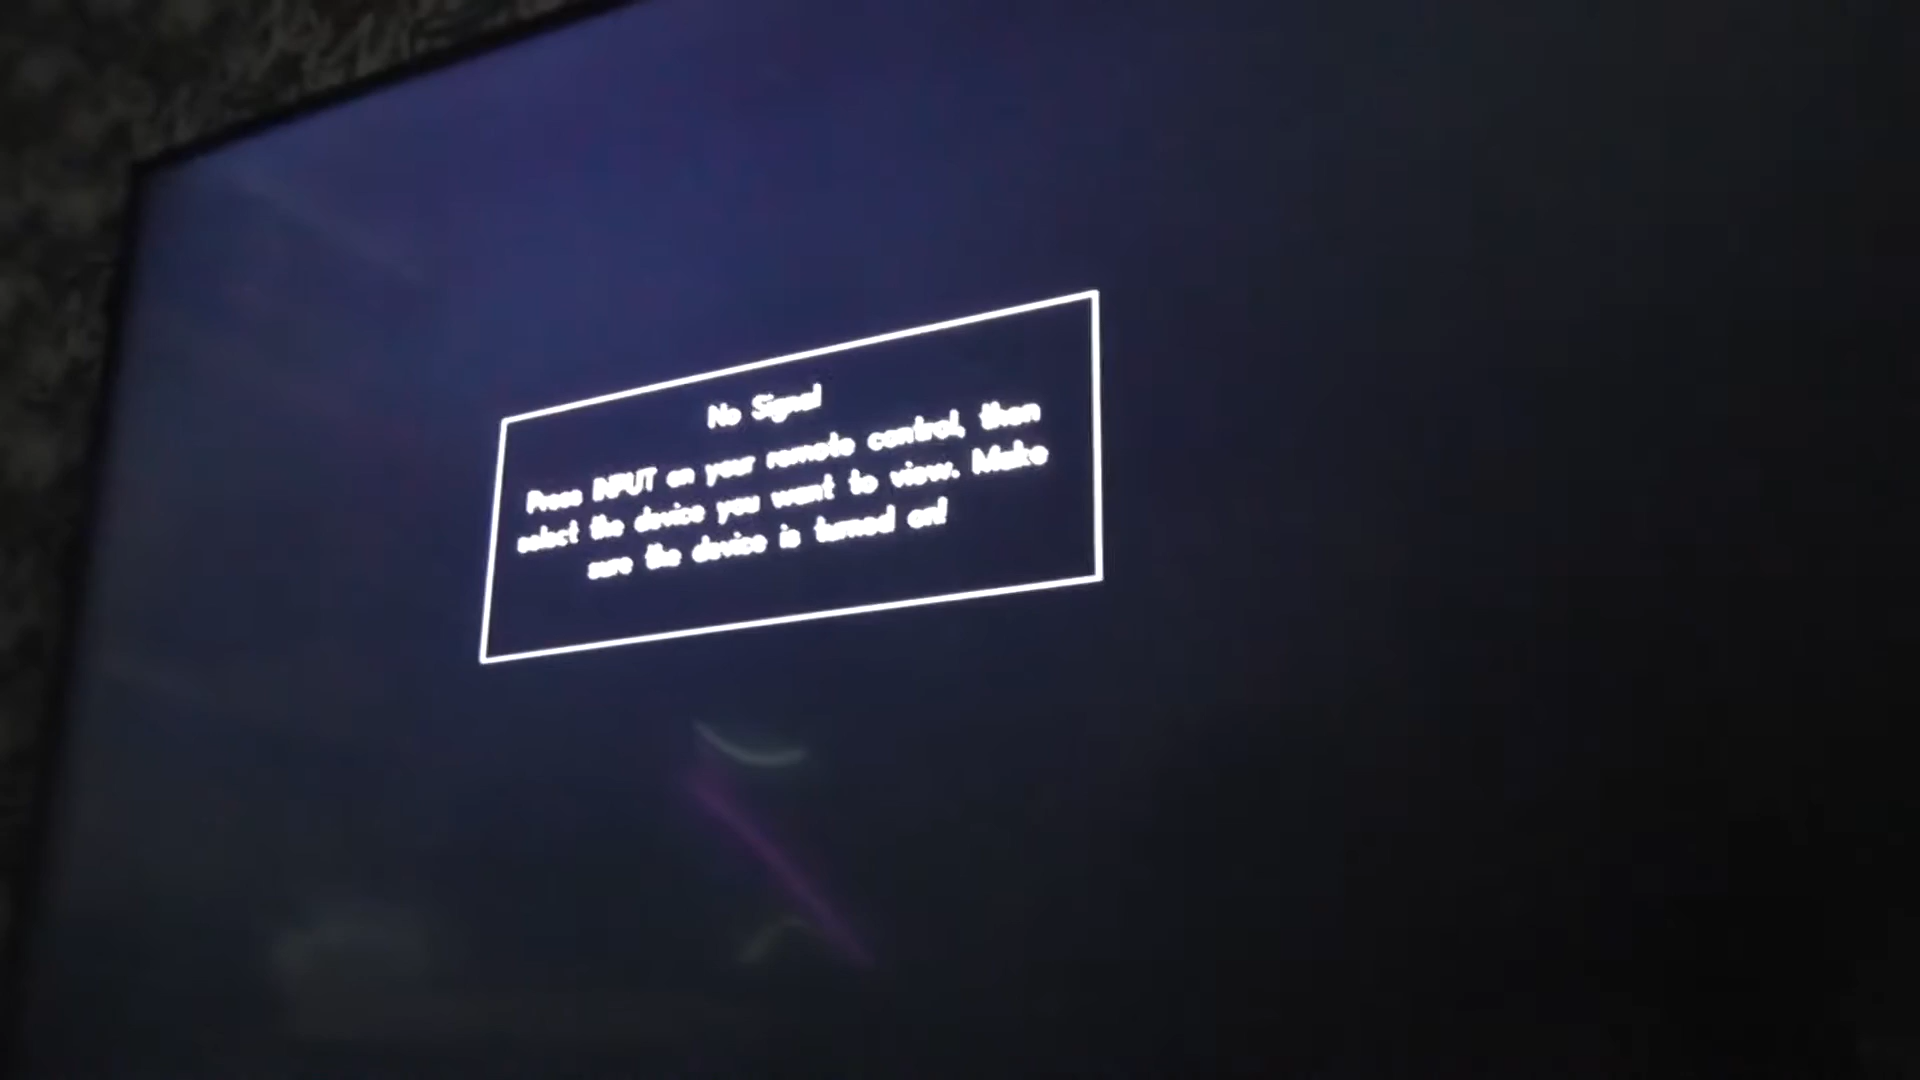 No Signal
Press INPUT on your remote control, then
select the device you want to view. Make
sure the device is turned on!